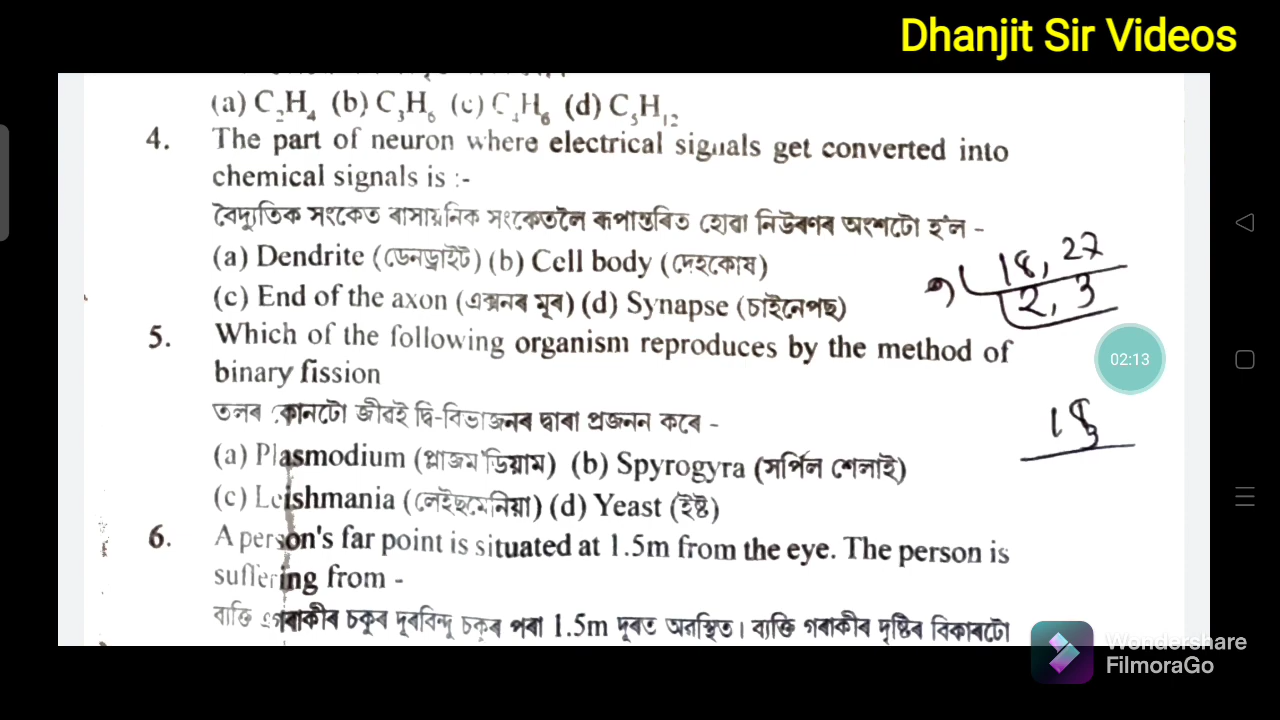 Dhanjit Sir Videos
(a) C₂H₄ (b) C₃H₆ (c) C₄H₆ (d) C₅H₁₂
4. The part of neuron where electrical signals get converted into
chemical signals is :-
বৈদ্যুতিক সংকেত ৰাসায়নিক সংকেতলৈ ৰূপান্তৰিত হোৱা নিউৰণৰ অংশটো হ'ল -
(a) Dendrite (ডেনড্ৰাইট) (b) Cell body (দেহকোষ)
(c) End of the axon (এক্সনৰ মূৰ) (d) Synapse (চাইনেপছ)
18, 27
2, 3
5. Which of the following organism reproduces by the method of
binary fission
02:13
তলৰ কোনটো জীৱই দ্বি-বিভাজনৰ দ্বাৰা প্ৰজনন কৰে -
18
(a) Plasmodium (প্লাজম'ডিয়াম) (b) Spyrogyra (সৰ্পিল শেলাই)
(c) Leishmania (লেইছমেনিয়া) (d) Yeast (ইষ্ট)
6. A person's far point is situated at 1.5m from the eye. The person is
suffering from -
ব্যক্তি গৰাকীৰ চকুৰ দূৰবিন্দু চকুৰ পৰা 1.5m দূৰত অৱস্থিত। ব্যক্তি গৰাকীৰ দৃষ্টিৰ বিকাৰটো
Wondershare
FilmoraGo